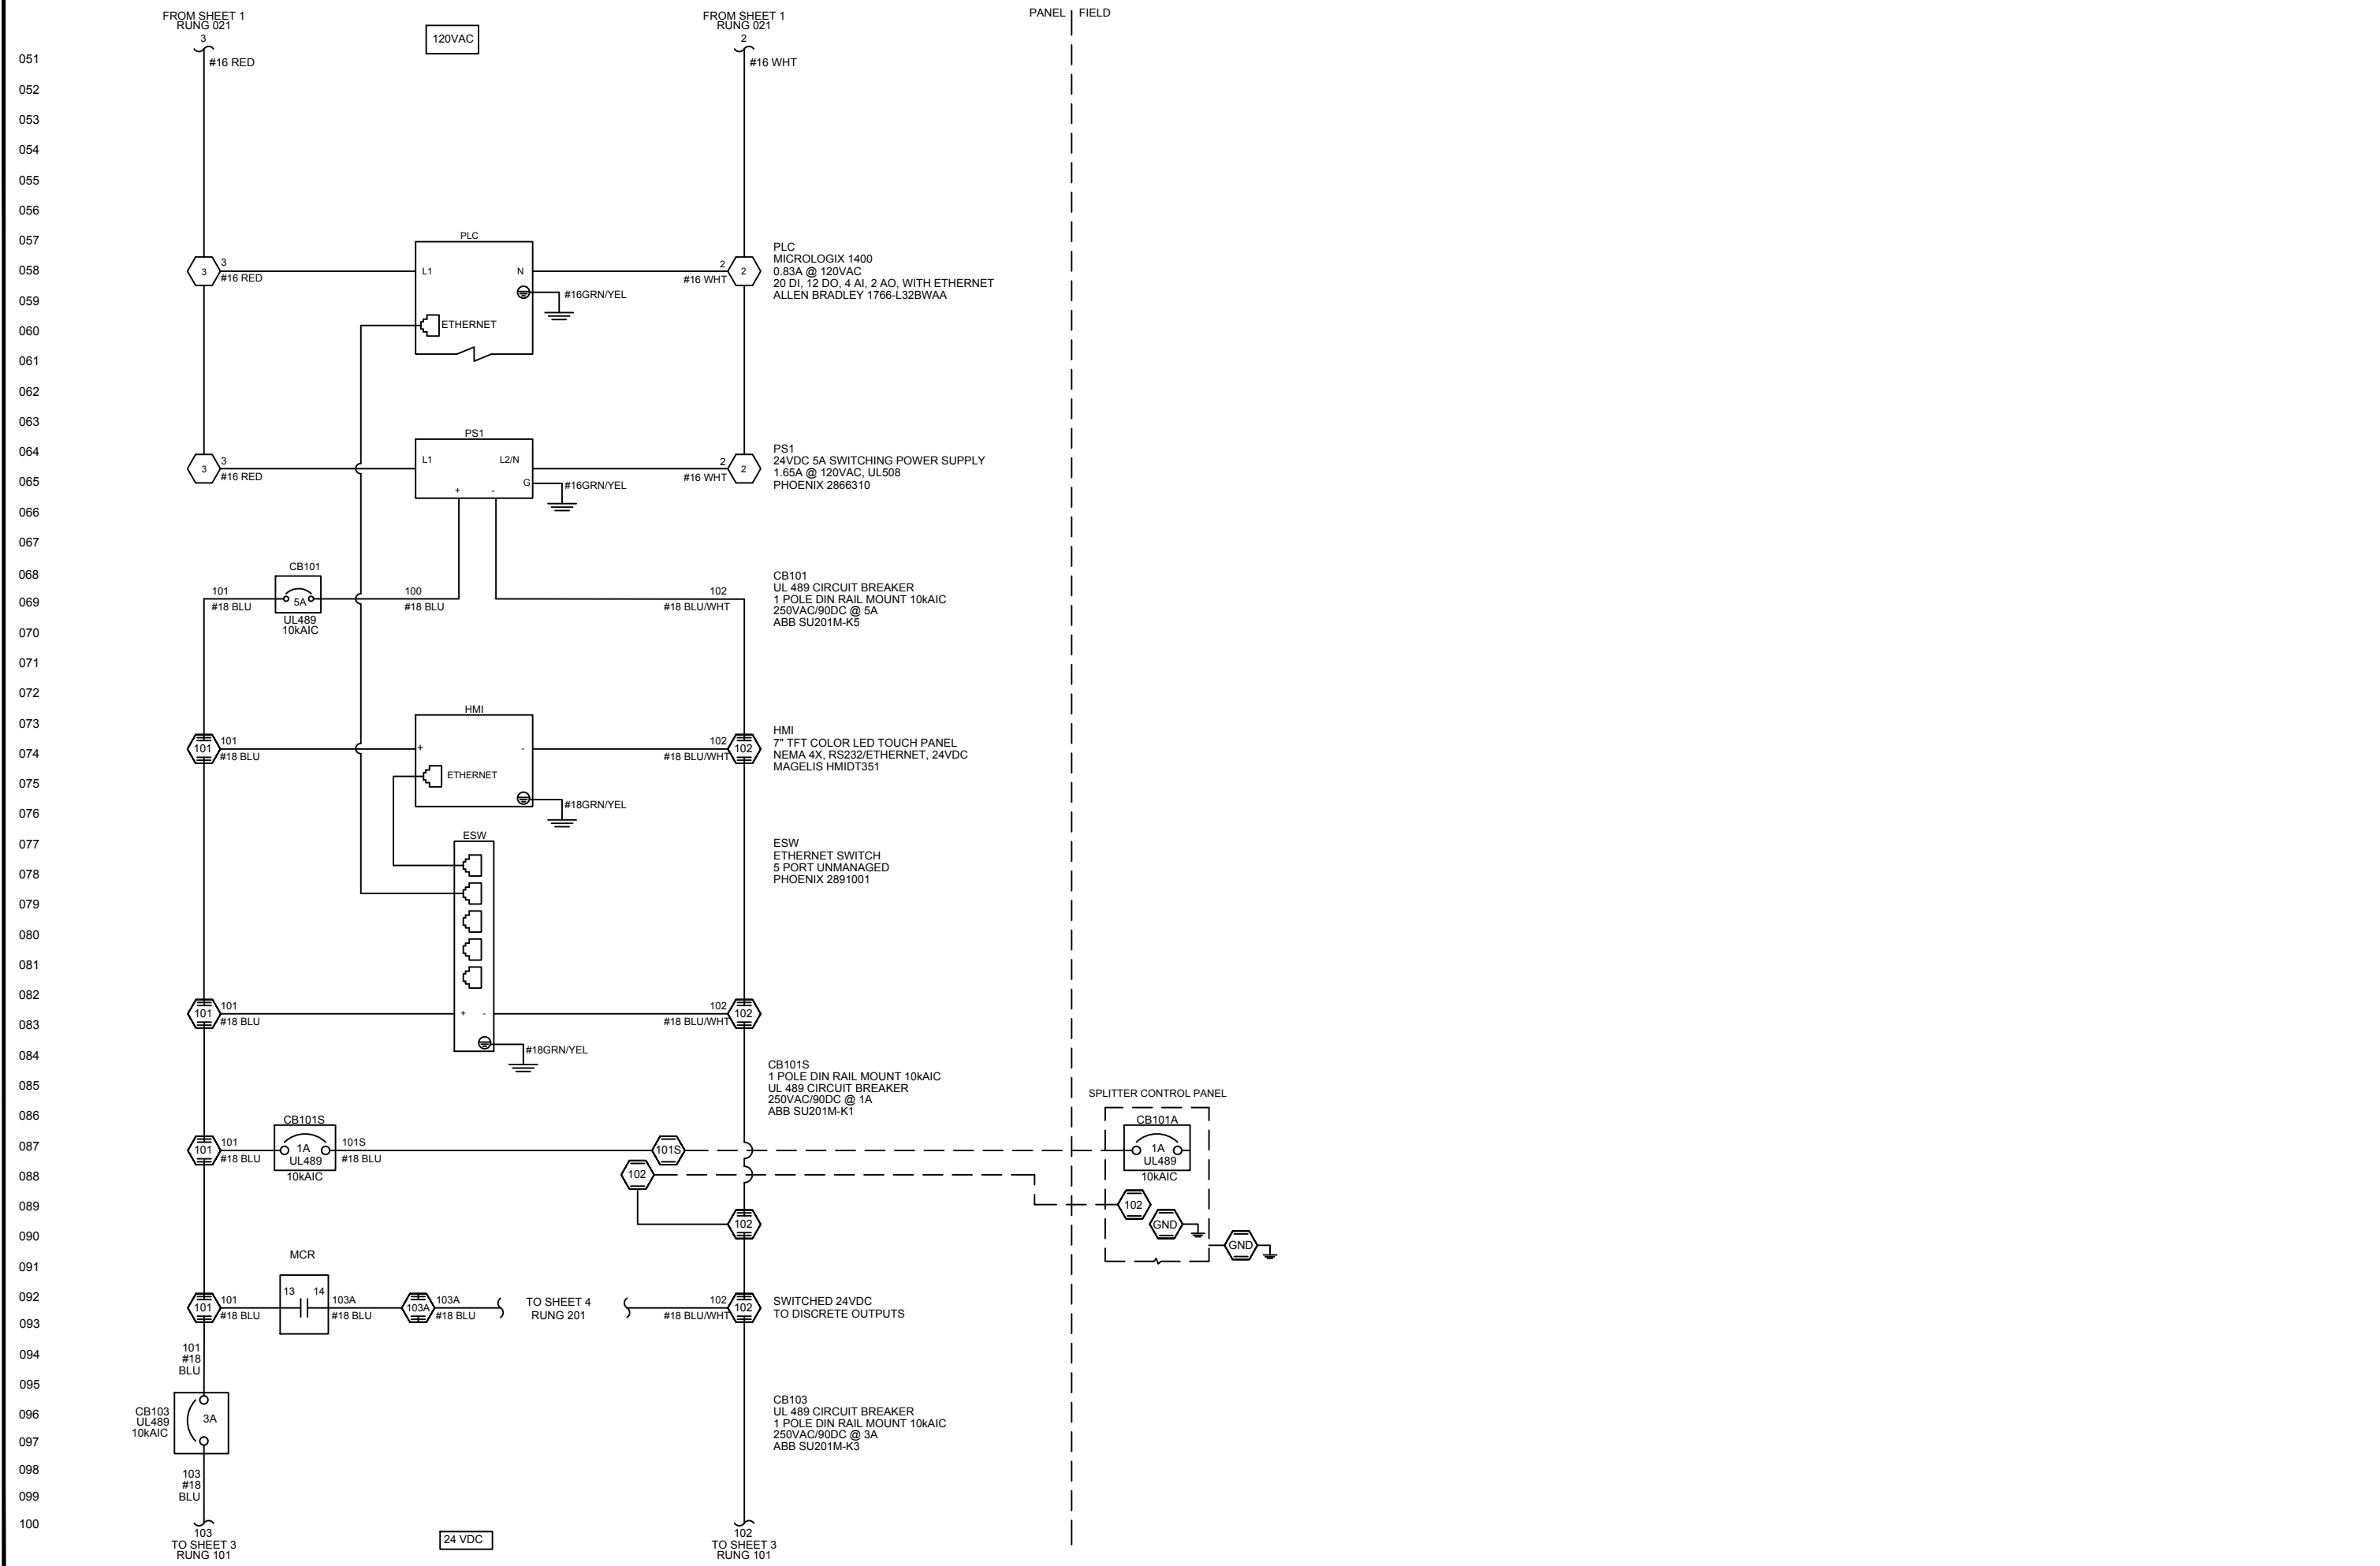 FROM SHEET 1
RUNG 021
3
120VAC
FROM SHEET 1
RUNG 021
2
PANEL
FIELD
051
#16 RED
#16 WHT
052
053
054
055
056
057
PLC
058
3
3
#16 RED
L1
N
2
#16 WHT
2
PLC
MICROLOGIX 1400
0.83A @ 120VAC
20 DI, 12 DO, 4 AI, 2 AO, WITH ETHERNET
ALLEN BRADLEY 1766-L32BWAA
059
#16GRN/YEL
060
ETHERNET
061
062
063
PS1
064
3
3
#16 RED
L1
L2/N
2
#16 WHT
2
PS1
24VDC 5A SWITCHING POWER SUPPLY
1.65A @ 120VAC, UL508
PHOENIX 2866310
065
+
-
G
#16GRN/YEL
066
067
068
CB101
069
101
#18 BLU
5A
UL489
10kAIC
100
#18 BLU
102
#18 BLU/WHT
CB101
UL 489 CIRCUIT BREAKER
1 POLE DIN RAIL MOUNT 10kAIC
250VAC/90DC @ 5A
ABB SU201M-K5
070
071
072
073
HMI
074
101
101
#18 BLU
+
-
102
#18 BLU/WHT
102
HMI
7" TFT COLOR LED TOUCH PANEL
NEMA 4X, RS232/ETHERNET, 24VDC
MAGELIS HMIDT351
075
ETHERNET
076
#18GRN/YEL
077
ESW
ESW
ETHERNET SWITCH
5 PORT UNMANAGED
PHOENIX 2891001
078
079
080
081
082
083
101
101
#18 BLU
+
-
102
#18 BLU/WHT
102
084
#18GRN/YEL
085
CB101S
1 POLE DIN RAIL MOUNT 10kAIC
UL 489 CIRCUIT BREAKER
250VAC/90DC @ 1A
ABB SU201M-K1
SPLITTER CONTROL PANEL
086
CB101S
CB101A
087
101
101
#18 BLU
1A
UL489
10kAIC
101S
#18 BLU
101S
1A
UL489
10kAIC
088
102
089
102
102
GND
090
GND
091
MCR
092
101
101
#18 BLU
13
14
103A
#18 BLU
103A
103A
#18 BLU
TO SHEET 4
RUNG 201
102
#18 BLU/WHT
102
SWITCHED 24VDC
TO DISCRETE OUTPUTS
093
094
101
#18
BLU
095
096
CB103
UL489
10kAIC
3A
CB103
UL 489 CIRCUIT BREAKER
1 POLE DIN RAIL MOUNT 10kAIC
250VAC/90DC @ 3A
ABB SU201M-K3
097
098
103
#18
BLU
099
100
103
TO SHEET 3
RUNG 101
24 VDC
102
TO SHEET 3
RUNG 101